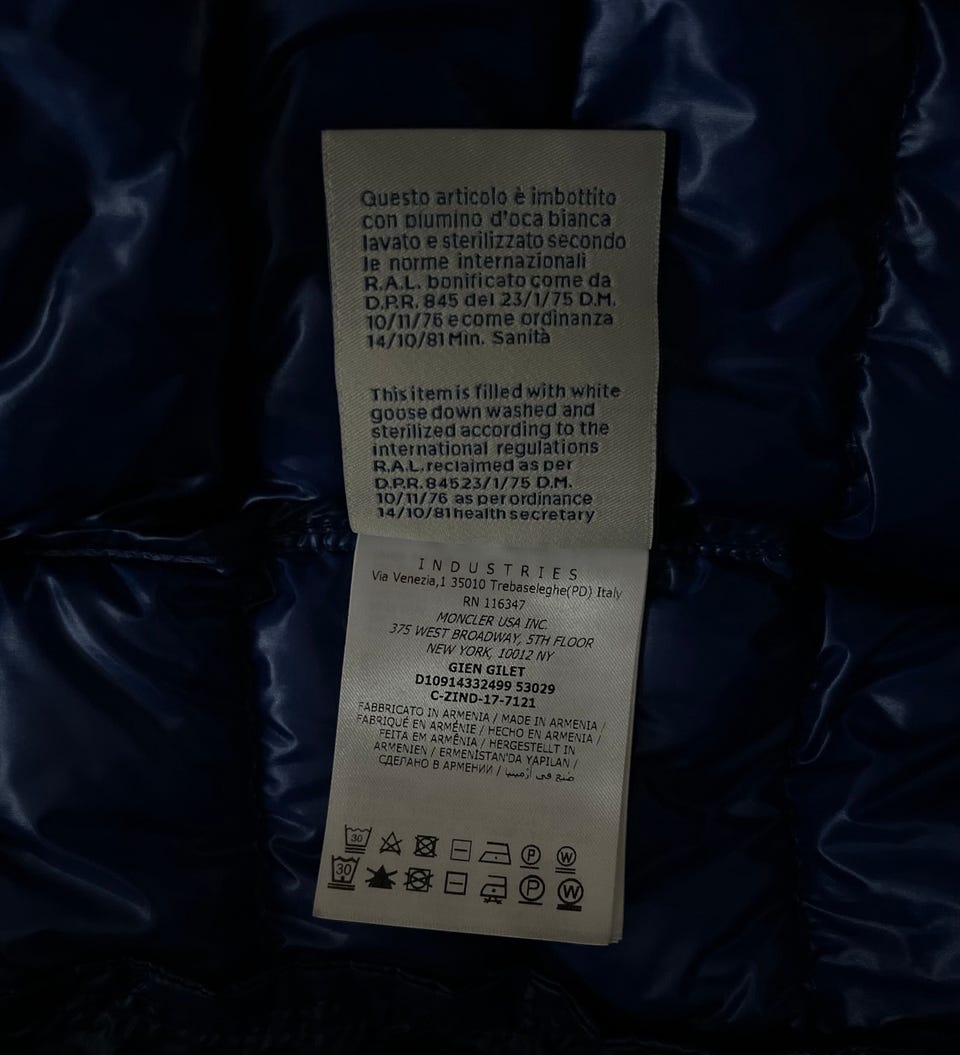 Questo articolo è imbottito
con piumino d'oca bianca
lavato e sterilizzato secondo
le norme internazionali
R.A.L. bonificato come da
D.P.R. 845 del 23/1/75 D.M.
10/11/76 e come ordinanza
14/10/81 Min. Sanità
This item is filled with white
goose down washed and
sterilized according to the
international regulations
R.A.L. reclaimed as per
D.P.R. 845 23/1/75 D.M.
10/11/76 as per ordinance
14/10/81 health secretary
INDUSTRIES
Via Venezia,1 35010 Trebaseleghe(PD) Italy
RN 116347
MONCLER USA INC.
375 WEST BROADWAY, 5TH FLOOR
NEW YORK, 10012 NY
GIEN GILET
D10914332499 53029
C-ZIND-17-7121
FABBRICATO IN ARMENIA / MADE IN ARMENIA /
FABRIQUÉ EN ARMÉNIE / HECHO EN ARMENIA /
FEITA EM ARMÊNIA / HERGESTELLT IN
ARMENIEN / ERMENISTAN'DA YAPILAN /
СДЕЛАНО В АРМЕНИИ / صنع في أرمينيا
30 P W
30 P W